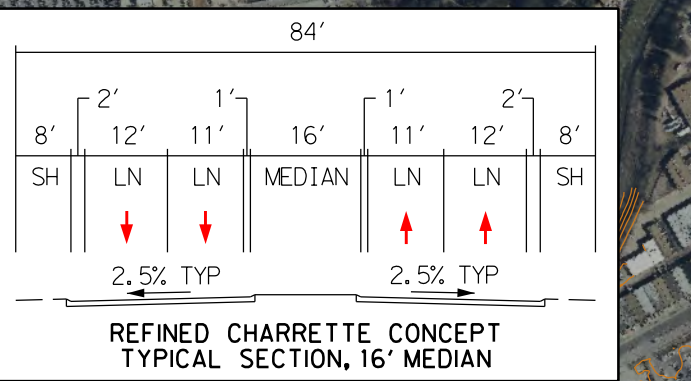 84'
2' 1' 1' 2'
8' 12' 11' 16' 11' 12' 8'
SH LN LN MEDIAN LN LN SH
2.5% TYP 2.5% TYP
REFINED CHARRETTE CONCEPT
TYPICAL SECTION, 16' MEDIAN